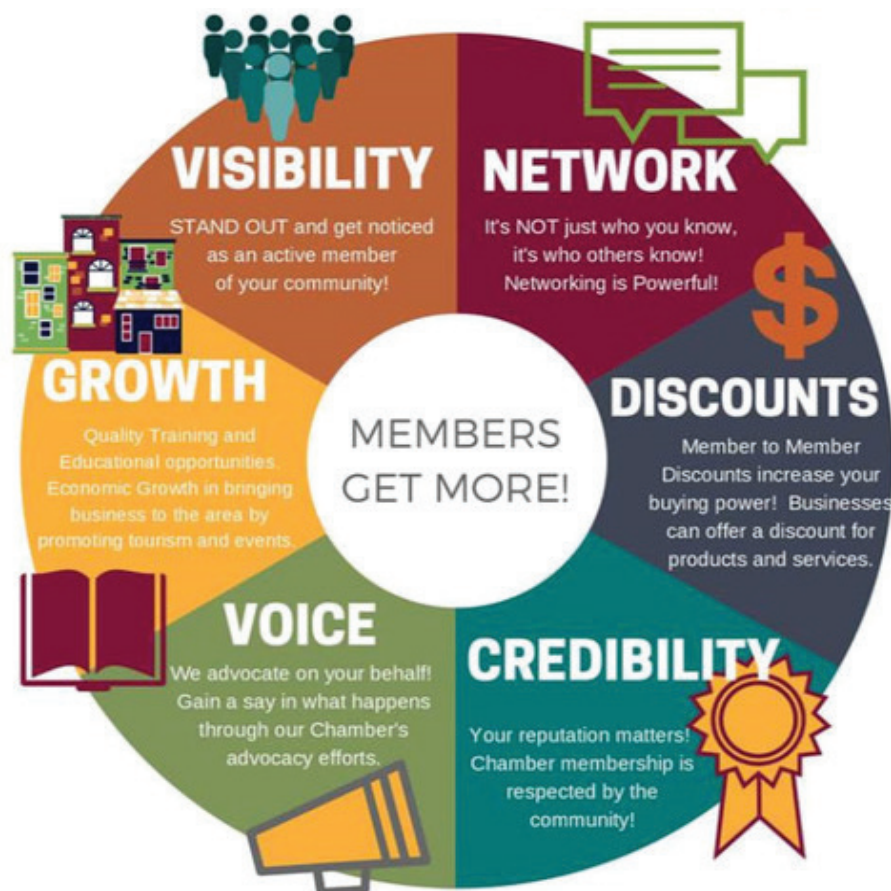 VISIBILITY
STAND OUT and get noticed
as an active member
of your community!
NETWORK
It's NOT just who you know,
it's who others know!
Networking is Powerful!
GROWTH
Quality Training and
Educational opportunities.
Economic Growth in bringing
business to the area by
promoting tourism and events.
MEMBERS
GET MORE!
DISCOUNTS
Member to Member
Discounts increase your
buying power! Businesses
can offer a discount for
products and services.
VOICE
We advocate on your behalf!
Gain a say in what happens
through our Chamber's
advocacy efforts.
CREDIBILITY
Your reputation matters!
Chamber membership is
respected by the
community!